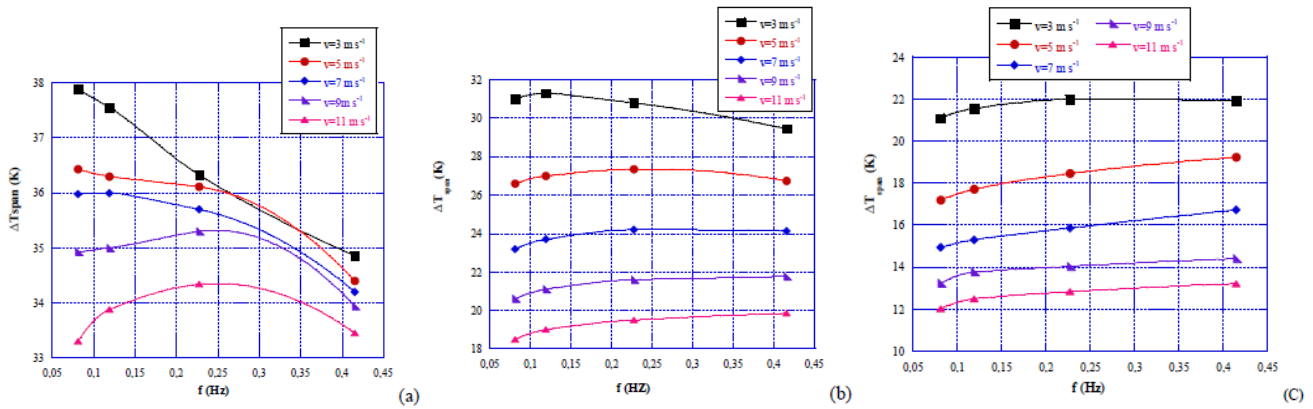 v=3 m s⁻¹
v=5 m s⁻¹
v=7 m s⁻¹
v=9m s⁻¹
v=11 m s⁻¹
38
37
36
35
34
33
ΔTspan (K)
0,05 0,1 0,15 0,2 0,25 0,3 0,35 0,4 0,45
f (Hz)
(a)
v=3 m s⁻¹
v=5 m s⁻¹
v=7 m s⁻¹
v=9 m s⁻¹
v=11 m s⁻¹
32
30
28
26
24
22
20
18
ΔT span (K)
0,05 0,1 0,15 0,2 0,25 0,3 0,35 0,4 0,45
f (HZ)
(b)
v=3 m s⁻¹ v=9 m s⁻¹
v=5 m s⁻¹ v=11 m s⁻¹
v=7 m s⁻¹
24
22
20
18
16
14
12
10
ΔT span (K)
0,05 0,1 0,15 0,2 0,25 0,3 0,35 0,4 0,45
f (Hz)
(C)